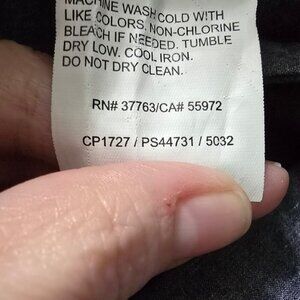 MACHINE WASH COLD WITH
LIKE COLORS. NON-CHLORINE
BLEACH IF NEEDED. TUMBLE
DRY LOW. COOL IRON.
DO NOT DRY CLEAN.
RN# 37763/CA# 55972
CP1727 / PS44731 / 5032